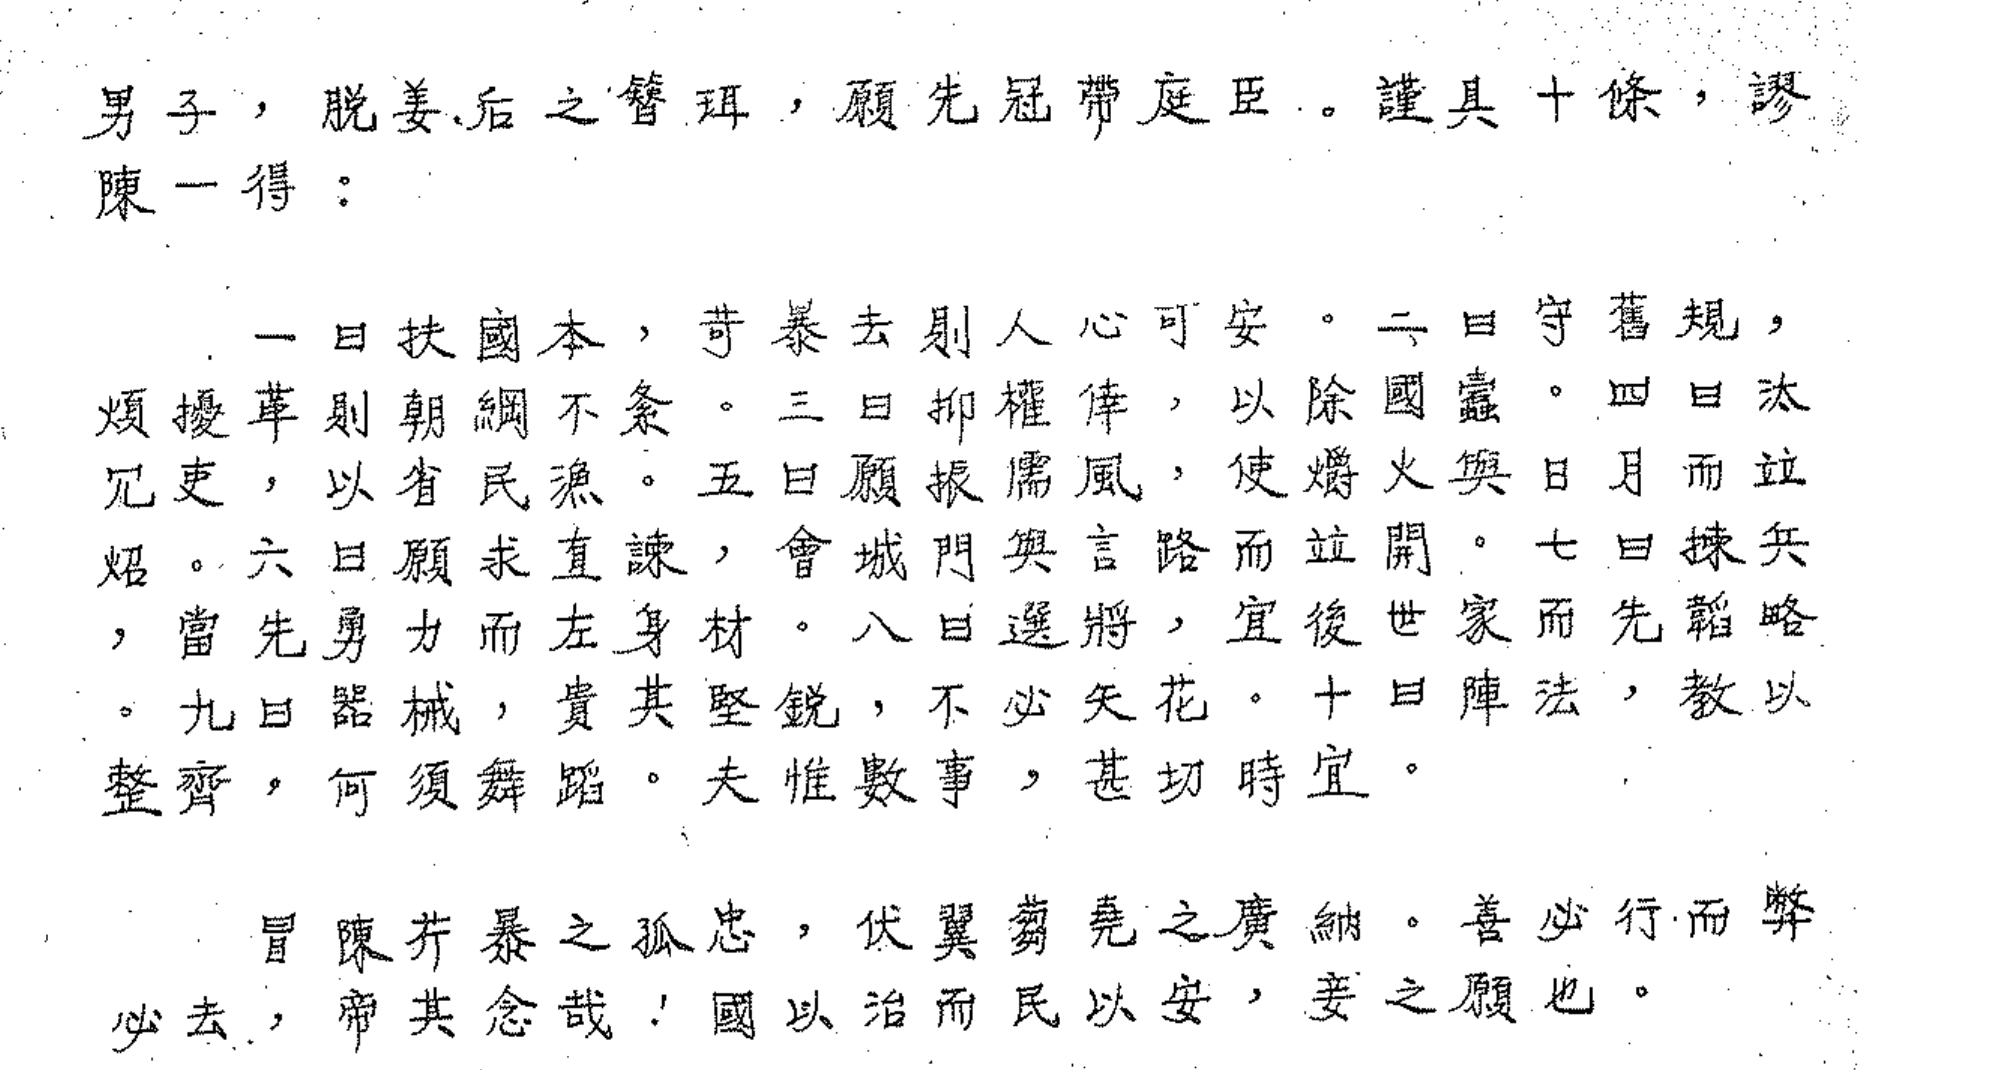 男子，脱姜后之簪珥，願先冠帶庭臣。謹具十條，謬
陳一得：
一曰扶國本，苛暴去則人心可安。二曰守舊規，
煩擾革則朝綱不紊。三曰抑權倖，以除國蠹。四曰汰
冗吏，以省民漁。五曰願振儒風，使爝火與日月而竝
炤。六曰願求直諫，會城門與言路而竝開。七曰揀兵
，當先勇力而左身材。八曰選將，宜後世家而先韜略
。九曰器械，貴其堅鋭，不必矢花。十曰陣法，教以
整齊，何須舞蹈。夫惟數事，甚切時宜。
冒陳芹暴之孤忠，伏翼蒭堯之廣納。善必行而弊
必去，帝其念哉！國以治而民以安，妾之願也。